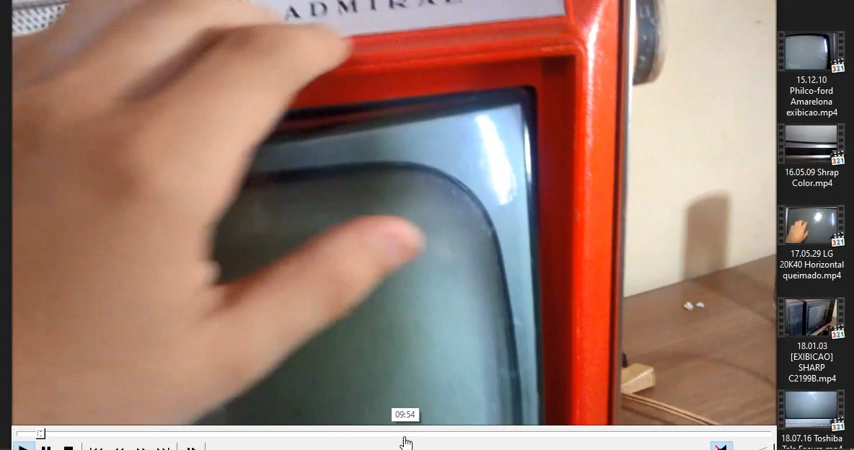 ADMIRAL
15.12.10
Philco-ford
Amarelona
exibicao.mp4
16.05.09 Shrap
Color.mp4
17.05.29 LG
20K40 Horizontal
queimado.mp4
18.01.03
[EXIBICAO]
SHARP
C2199B.mp4
18.07.16 Toshiba
09:54